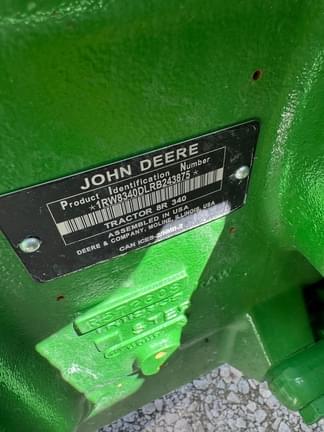 JOHN DEERE
Product Identification Number
*1RW8340DLRB243875*
TRACTOR 8R 340
ASSEMBLED IN USA
DEERE & COMPANY, MOLINE, ILLINOIS, USA